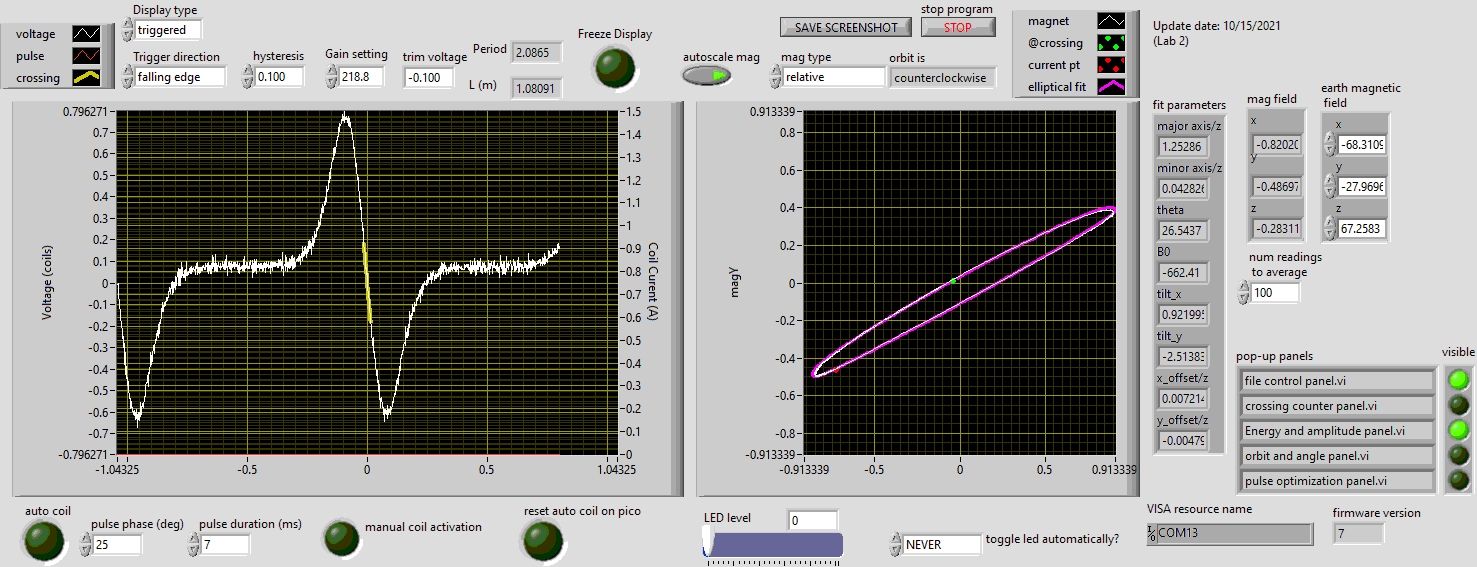 voltage
pulse
crossing
Display type
triggered
Trigger direction
falling edge
hysteresis
0.100
Gain setting
218.8
trim voltage
-0.100
Period
2.0865
L (m)
1.08091
Freeze Display
autoscale mag
SAVE SCREENSHOT
stop program
STOP
mag type
relative
orbit is
counterclockwise
magnet
@crossing
current pt
elliptical fit
Update date: 10/15/2021
(Lab 2)
0.796271
0.7
0.6
0.5
0.4
0.3
0.2
0.1
0
-0.1
-0.2
-0.3
-0.4
-0.5
-0.6
-0.7
-0.796271
Voltage (coils)
-1.04325
-0.5
0
0.5
1.04325
1.5
1.4
1.3
1.2
1.1
1
0.9
0.8
0.7
0.6
0.5
0.4
0.3
0.2
0.1
0
Coil Curent (A)
0.913339
0.8
0.6
0.4
0.2
0
-0.2
-0.4
-0.6
-0.8
-0.913339
magY
-0.913339
-0.5
0
0.5
0.913339
fit parameters
major axis/z
1.25286
minor axis/z
0.042826
theta
26.5437
B0
-662.41
tilt_x
0.921995
tilt_y
-2.51383
x_offset/z
0.007214
y_offset/z
-0.00479
mag field
x
-0.82020
y
-0.48697
z
-0.28311
earth magnetic
field
x
-68.3109
y
-27.9696
z
67.2583
num readings
to average
100
pop-up panels
visible
file control panel.vi
crossing counter panel.vi
Energy and amplitude panel.vi
orbit and angle panel.vi
pulse optimization panel.vi
auto coil
pulse phase (deg)
25
pulse duration (ms)
7
manual coil activation
reset auto coil on pico
LED level
0
NEVER
toggle led automatically?
VISA resource name
COM13
firmware version
7